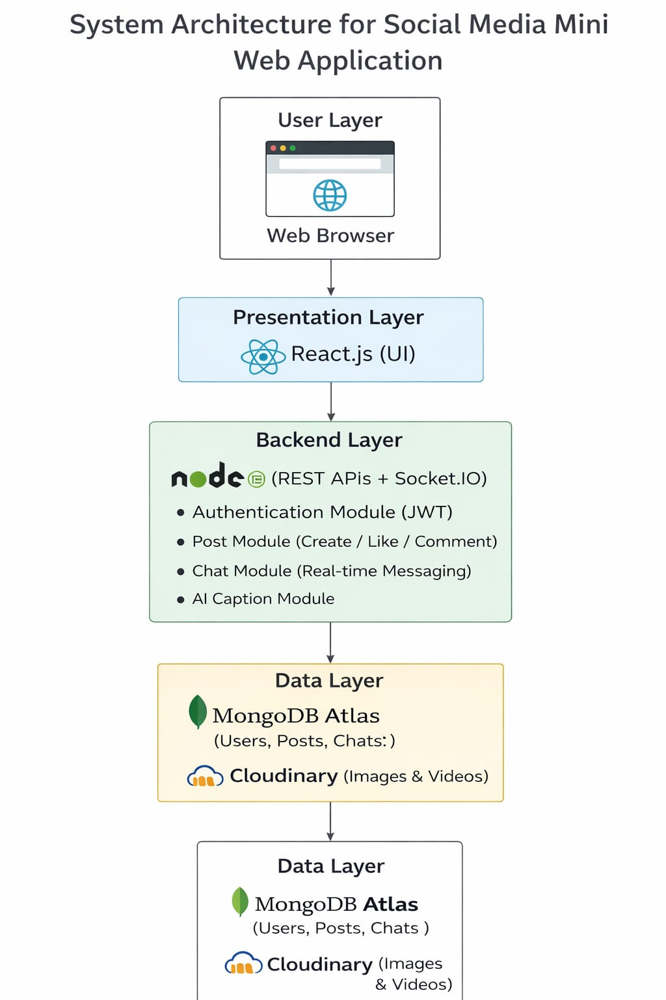 System Architecture for Social Media Mini
Web Application
User Layer
Web Browser
Presentation Layer
React.js (UI)
Backend Layer
node (REST APIs + Socket.IO)
• Authentication Module (JWT)
• Post Module (Create / Like / Comment)
• Chat Module (Real-time Messaging)
• AI Caption Module
Data Layer
MongoDB Atlas
(Users, Posts, Chats: )
Cloudinary (Images & Videos)
Data Layer
MongoDB Atlas
(Users, Posts, Chats )
Cloudinary (Images
& Videos)